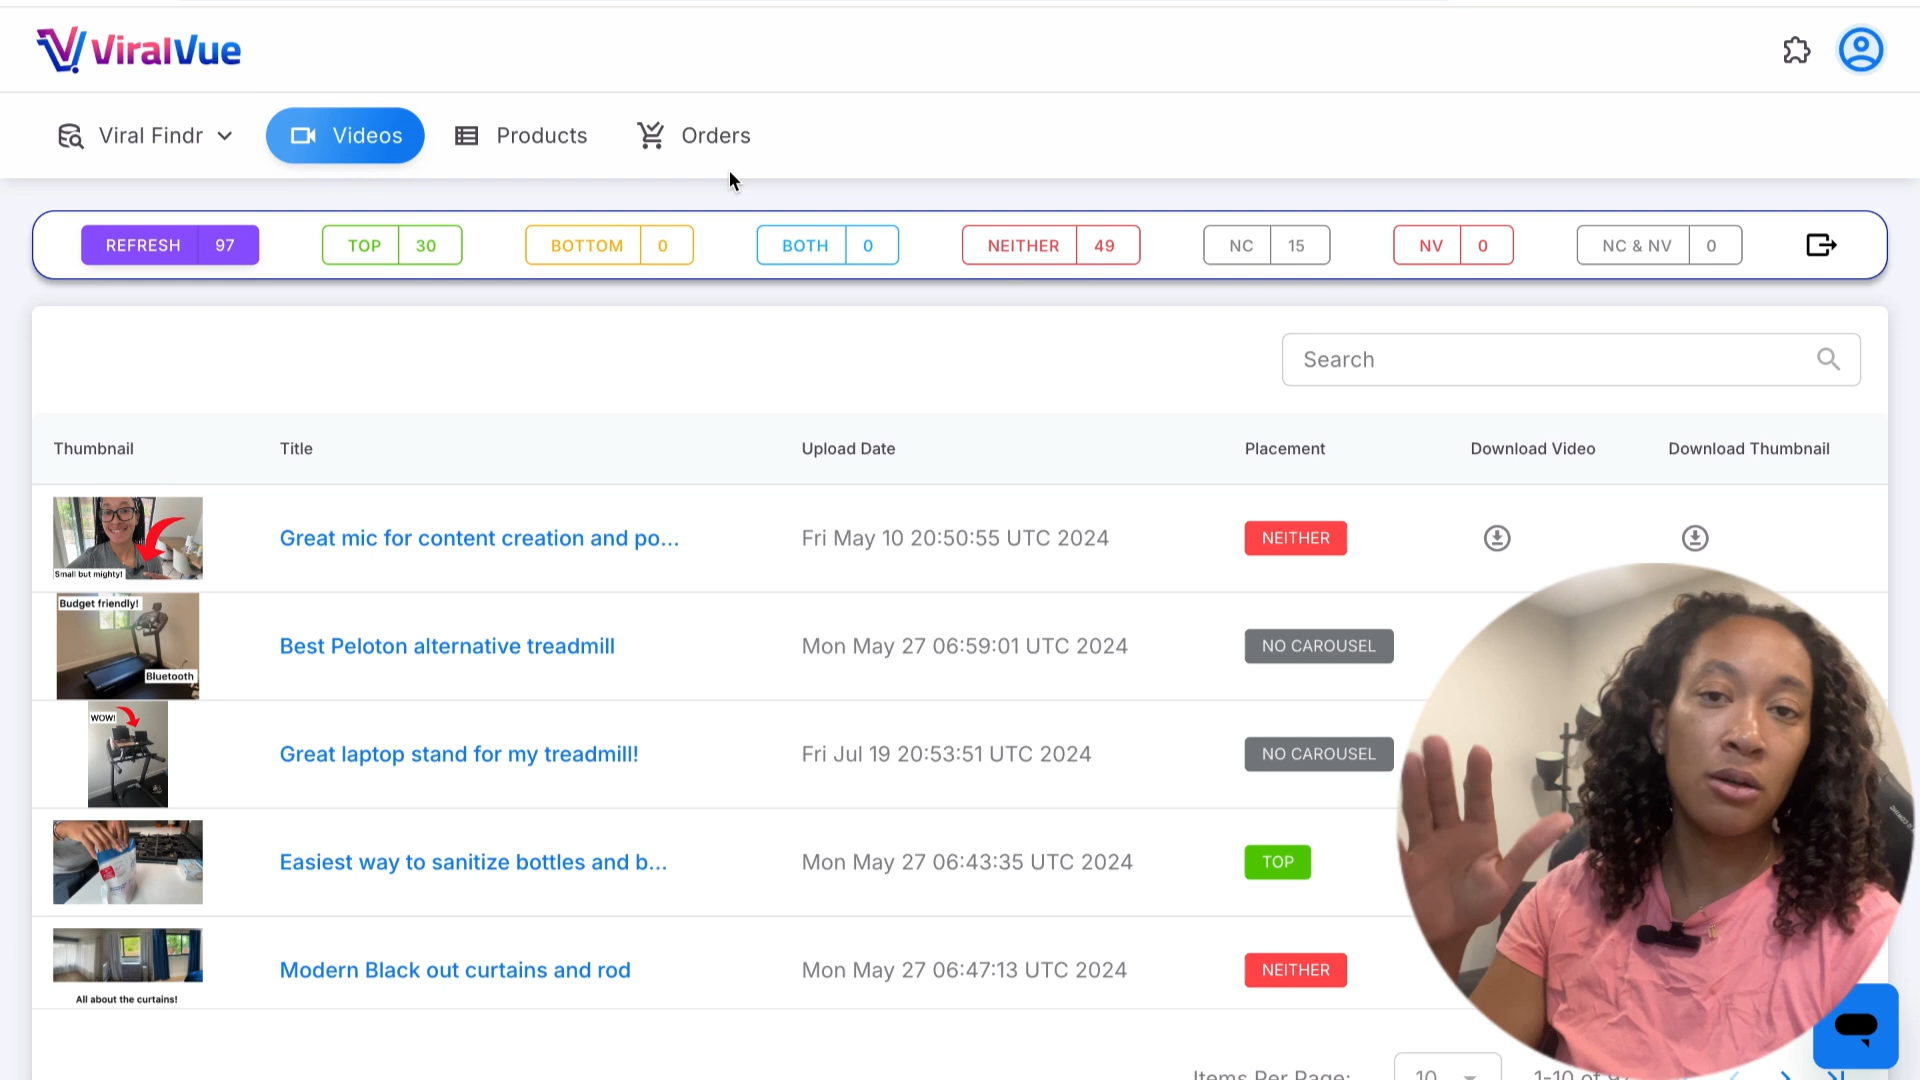 ViralVue
Viral Findr
Videos
Products
Orders
REFRESH 97
TOP 30
BOTTOM 0
BOTH 0
NEITHER 49
NC 15
NV 0
NC & NV 0
Search
Thumbnail Title Upload Date Placement Download Video Download Thumbnail
Small but mighty!
Great mic for content creation and po... Fri May 10 20:50:55 UTC 2024 NEITHER
Budget friendly!
Bluetooth
Best Peloton alternative treadmill Mon May 27 06:59:01 UTC 2024 NO CAROUSEL
WOW!
Great laptop stand for my treadmill! Fri Jul 19 20:53:51 UTC 2024 NO CAROUSEL
Easiest way to sanitize bottles and b... Mon May 27 06:43:35 UTC 2024 TOP
Modern Black out curtains and rod Mon May 27 06:47:13 UTC 2024 NEITHER
All about the curtains!
Items Per Page: 10 1-10 of